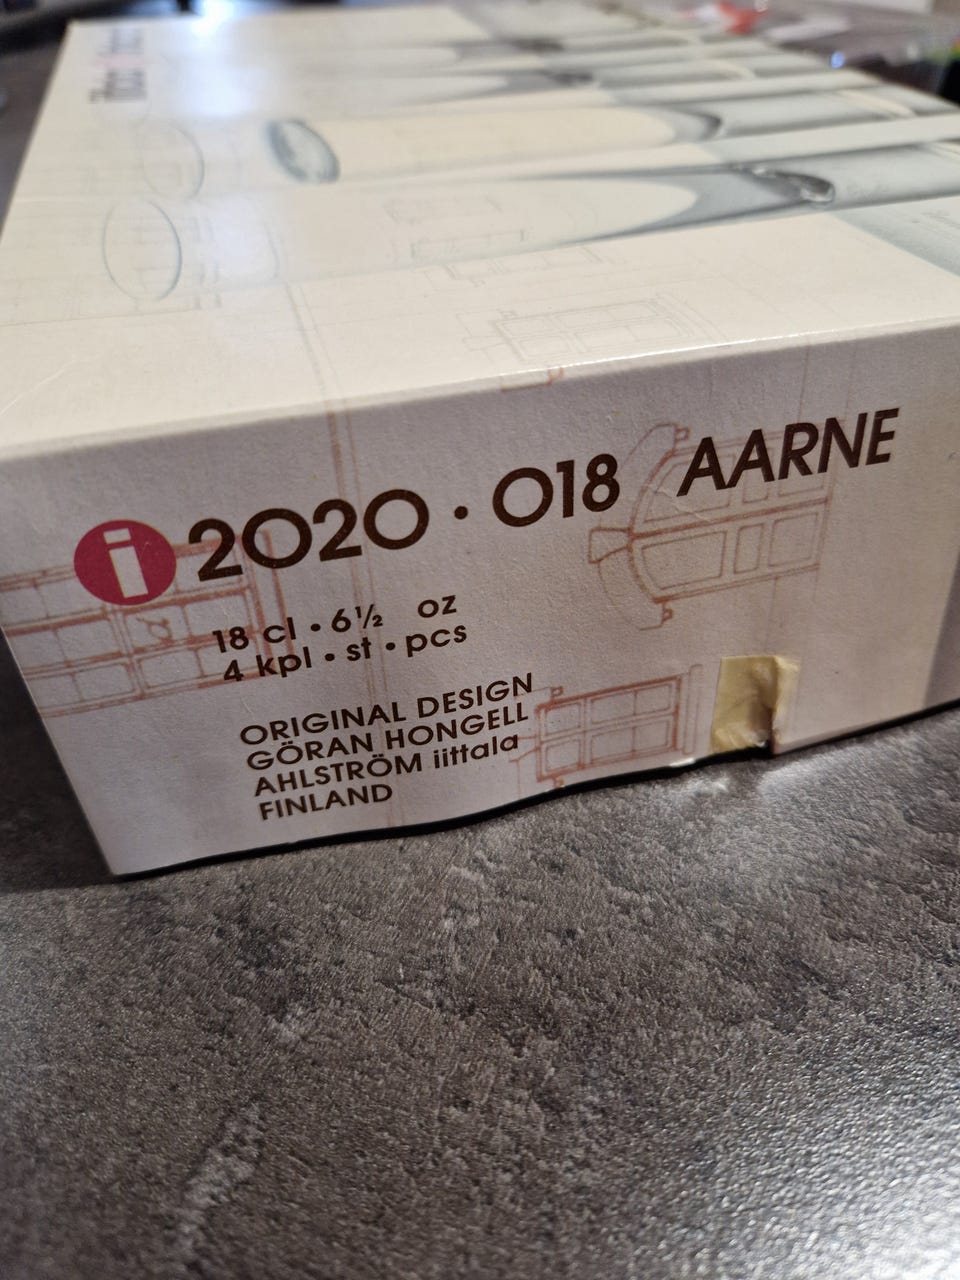 i 2020 · 018 AARNE
18 cl · 6½ oz
4 kpl · st · pcs
ORIGINAL DESIGN
GÖRAN HONGELL
AHLSTRÖM iittala
FINLAND